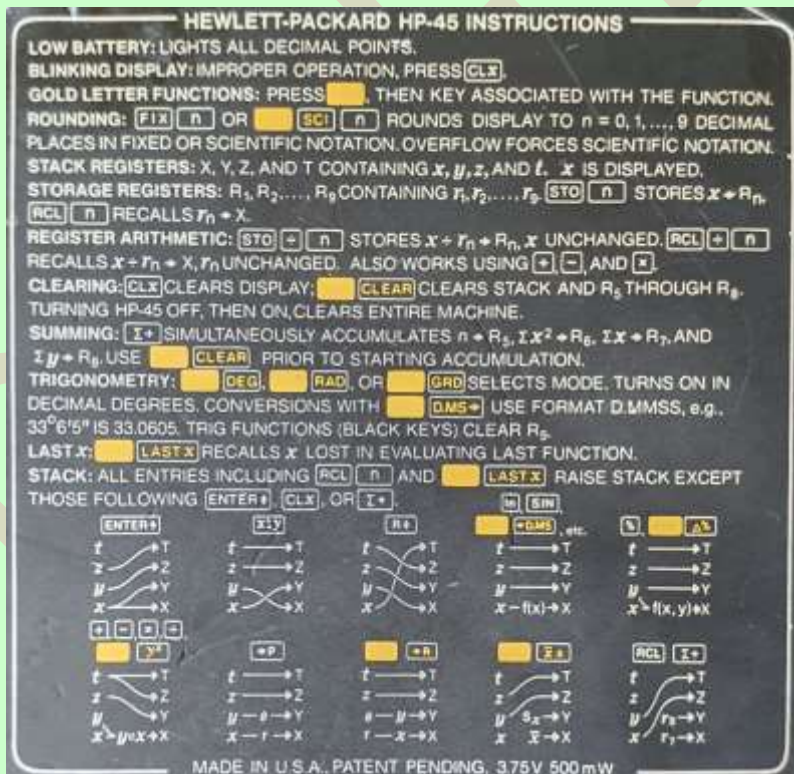 HEWLETT-PACKARD HP-45 INSTRUCTIONS
LOW BATTERY: LIGHTS ALL DECIMAL POINTS.
BLINKING DISPLAY: IMPROPER OPERATION, PRESS CLx.
GOLD LETTER FUNCTIONS: PRESS , THEN KEY ASSOCIATED WITH THE FUNCTION.
ROUNDING: FIX n OR SCI n ROUNDS DISPLAY TO n = 0, 1, ..., 9 DECIMAL
PLACES IN FIXED OR SCIENTIFIC NOTATION. OVERFLOW FORCES SCIENTIFIC NOTATION.
STACK REGISTERS: X, Y, Z, AND T CONTAINING x, y, z, AND t. x IS DISPLAYED.
STORAGE REGISTERS: R₁, R₂, ..., R₉ CONTAINING r₁, r₂, ..., r₉. STO n STORES x→Rₙ,
RCL n RECALLS rₙ→X.
REGISTER ARITHMETIC: STO ÷ n STORES x ÷ rₙ→Rₙ, x UNCHANGED. RCL ÷ n
RECALLS x ÷ rₙ→X, rₙ UNCHANGED. ALSO WORKS USING +, −, AND ×.
CLEARING: CLx CLEARS DISPLAY; CLEAR CLEARS STACK AND R₅ THROUGH R₈.
TURNING HP-45 OFF, THEN ON, CLEARS ENTIRE MACHINE.
SUMMING: Σ+ SIMULTANEOUSLY ACCUMULATES n→R₅, Σx²→R₆, Σx→R₇, AND
Σy→R₈. USE CLEAR PRIOR TO STARTING ACCUMULATION.
TRIGONOMETRY: DEG, RAD, OR GRD SELECTS MODE. TURNS ON IN
DECIMAL DEGREES. CONVERSIONS WITH D.MS→ USE FORMAT D.MMSS, e.g.,
33°6'5" IS 33.0605. TRIG FUNCTIONS (BLACK KEYS) CLEAR R₉.
LAST x: LAST x RECALLS x LOST IN EVALUATING LAST FUNCTION.
STACK: ALL ENTRIES INCLUDING RCL n AND LAST x RAISE STACK EXCEPT
THOSE FOLLOWING ENTER↑, CLx, OR Σ+.
ln SIN,
ENTER↑ x⇄y R↓ →D.MS, etc. %, Δ%
t →T t →T t →T t →T t →T
z →Z z →Z z →Z z →Z z →Z
y →Y y →Y y →Y y →Y y →Y
x →X x →X x →X x−f(x)→X x f(x, y)→X
+, −, ×, ÷,
yˣ →P →R x̄,s RCL Σ+
t →T t →T t →T t →T t →T
z →Z z →Z z →Z z →Z z →Z
y →Y y−θ→Y θ−y→Y y sₓ→Y y r₈→Y
x y∘x→X x−r→X r−x→X x x̄→X x r₇→X
MADE IN U.S.A., PATENT PENDING, 3.75V 500 mW